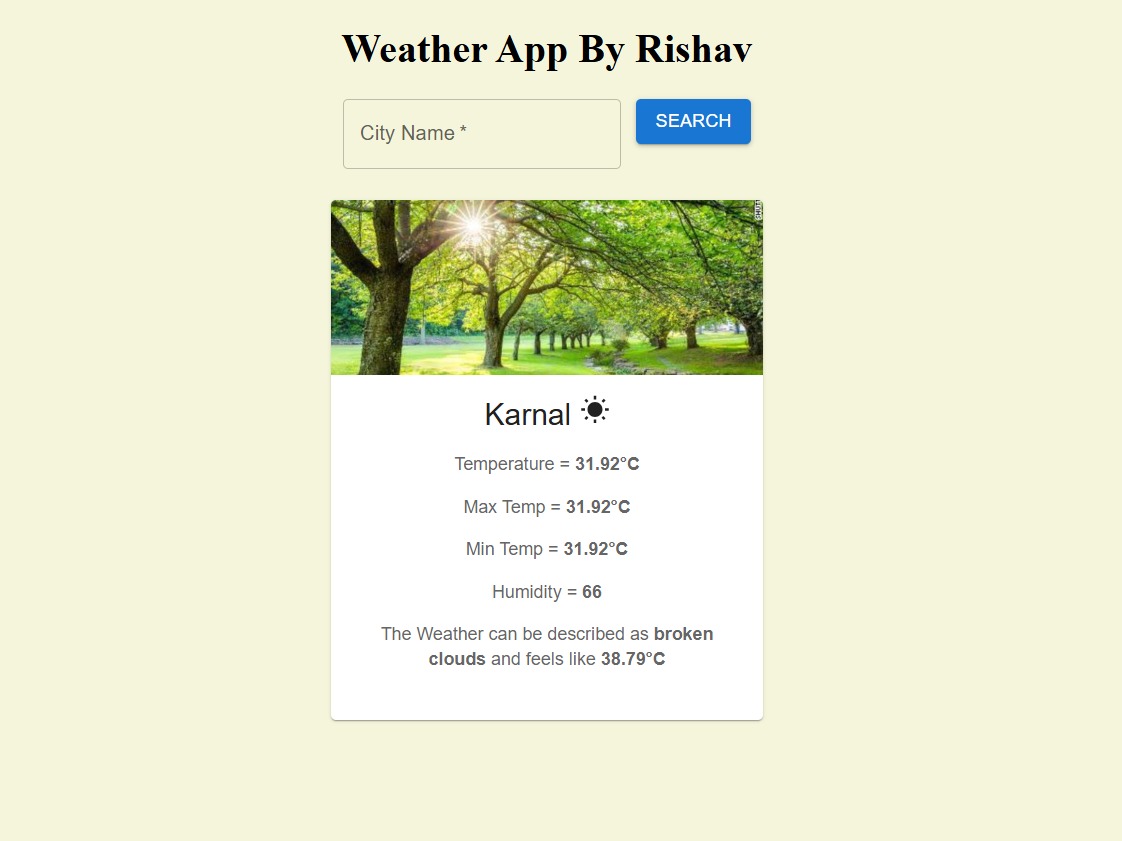 Weather App By Rishav
City Name *
SEARCH
Karnal
Temperature = 31.92°C
Max Temp = 31.92°C
Min Temp = 31.92°C
Humidity = 66
The Weather can be described as broken
clouds and feels like 38.79°C